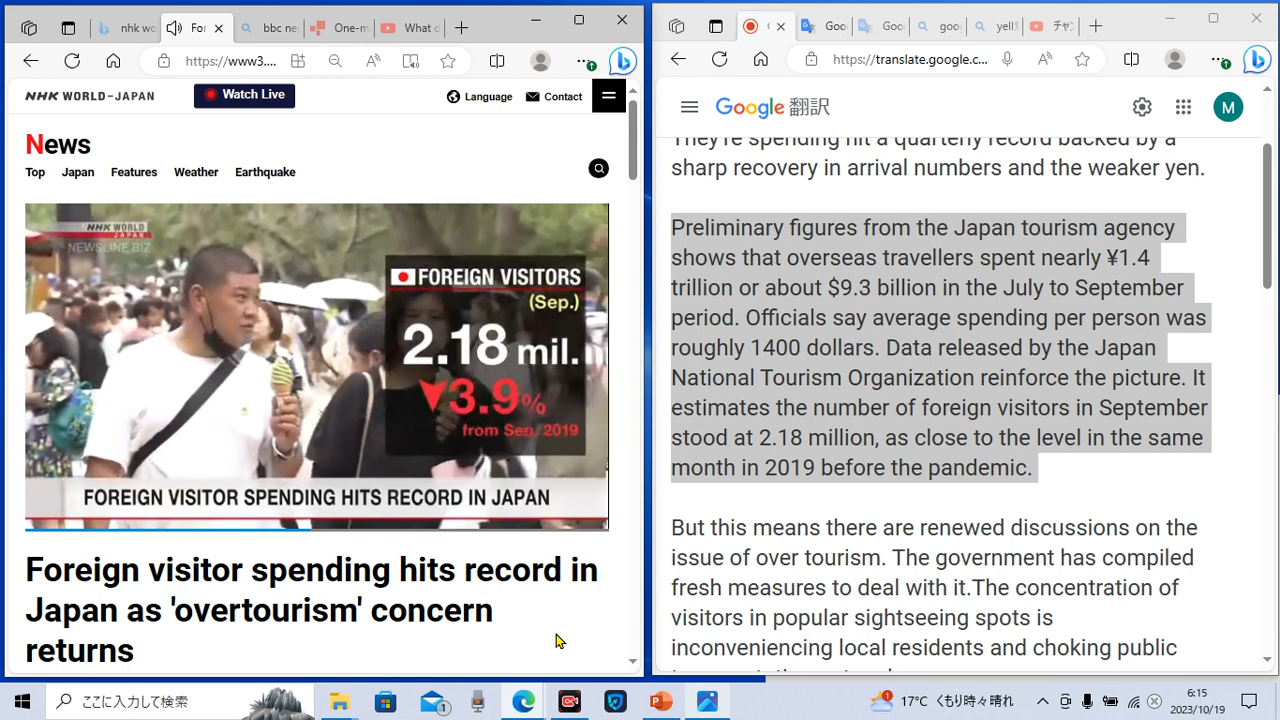 nhk wo
For
bbc ne
One-m
What d
https://www3....
NHK WORLD-JAPAN
Watch Live
Language
Contact
News
Top Japan Features Weather Earthquake
NHK WORLD
JAPAN
NEWSLINE BIZ
FOREIGN VISITORS
(Sep.)
2.18 mil.
▼3.9%
from Sep. 2019
FOREIGN VISITOR SPENDING HITS RECORD IN JAPAN
Foreign visitor spending hits record in
Japan as 'overtourism' concern
returns
Goo
Goo
goo
yell
チャン
https://translate.google.c...
Google 翻訳
M
They're spending hit a quarterly record backed by a
sharp recovery in arrival numbers and the weaker yen.
Preliminary figures from the Japan tourism agency
shows that overseas travellers spent nearly ¥1.4
trillion or about $9.3 billion in the July to September
period. Officials say average spending per person was
roughly 1400 dollars. Data released by the Japan
National Tourism Organization reinforce the picture. It
estimates the number of foreign visitors in September
stood at 2.18 million, as close to the level in the same
month in 2019 before the pandemic.
But this means there are renewed discussions on the
issue of over tourism. The government has compiled
fresh measures to deal with it.The concentration of
visitors in popular sightseeing spots is
inconveniencing local residents and choking public
ここに入力して検索
1
1
17°C くもり時々晴れ
6:15
2023/10/19